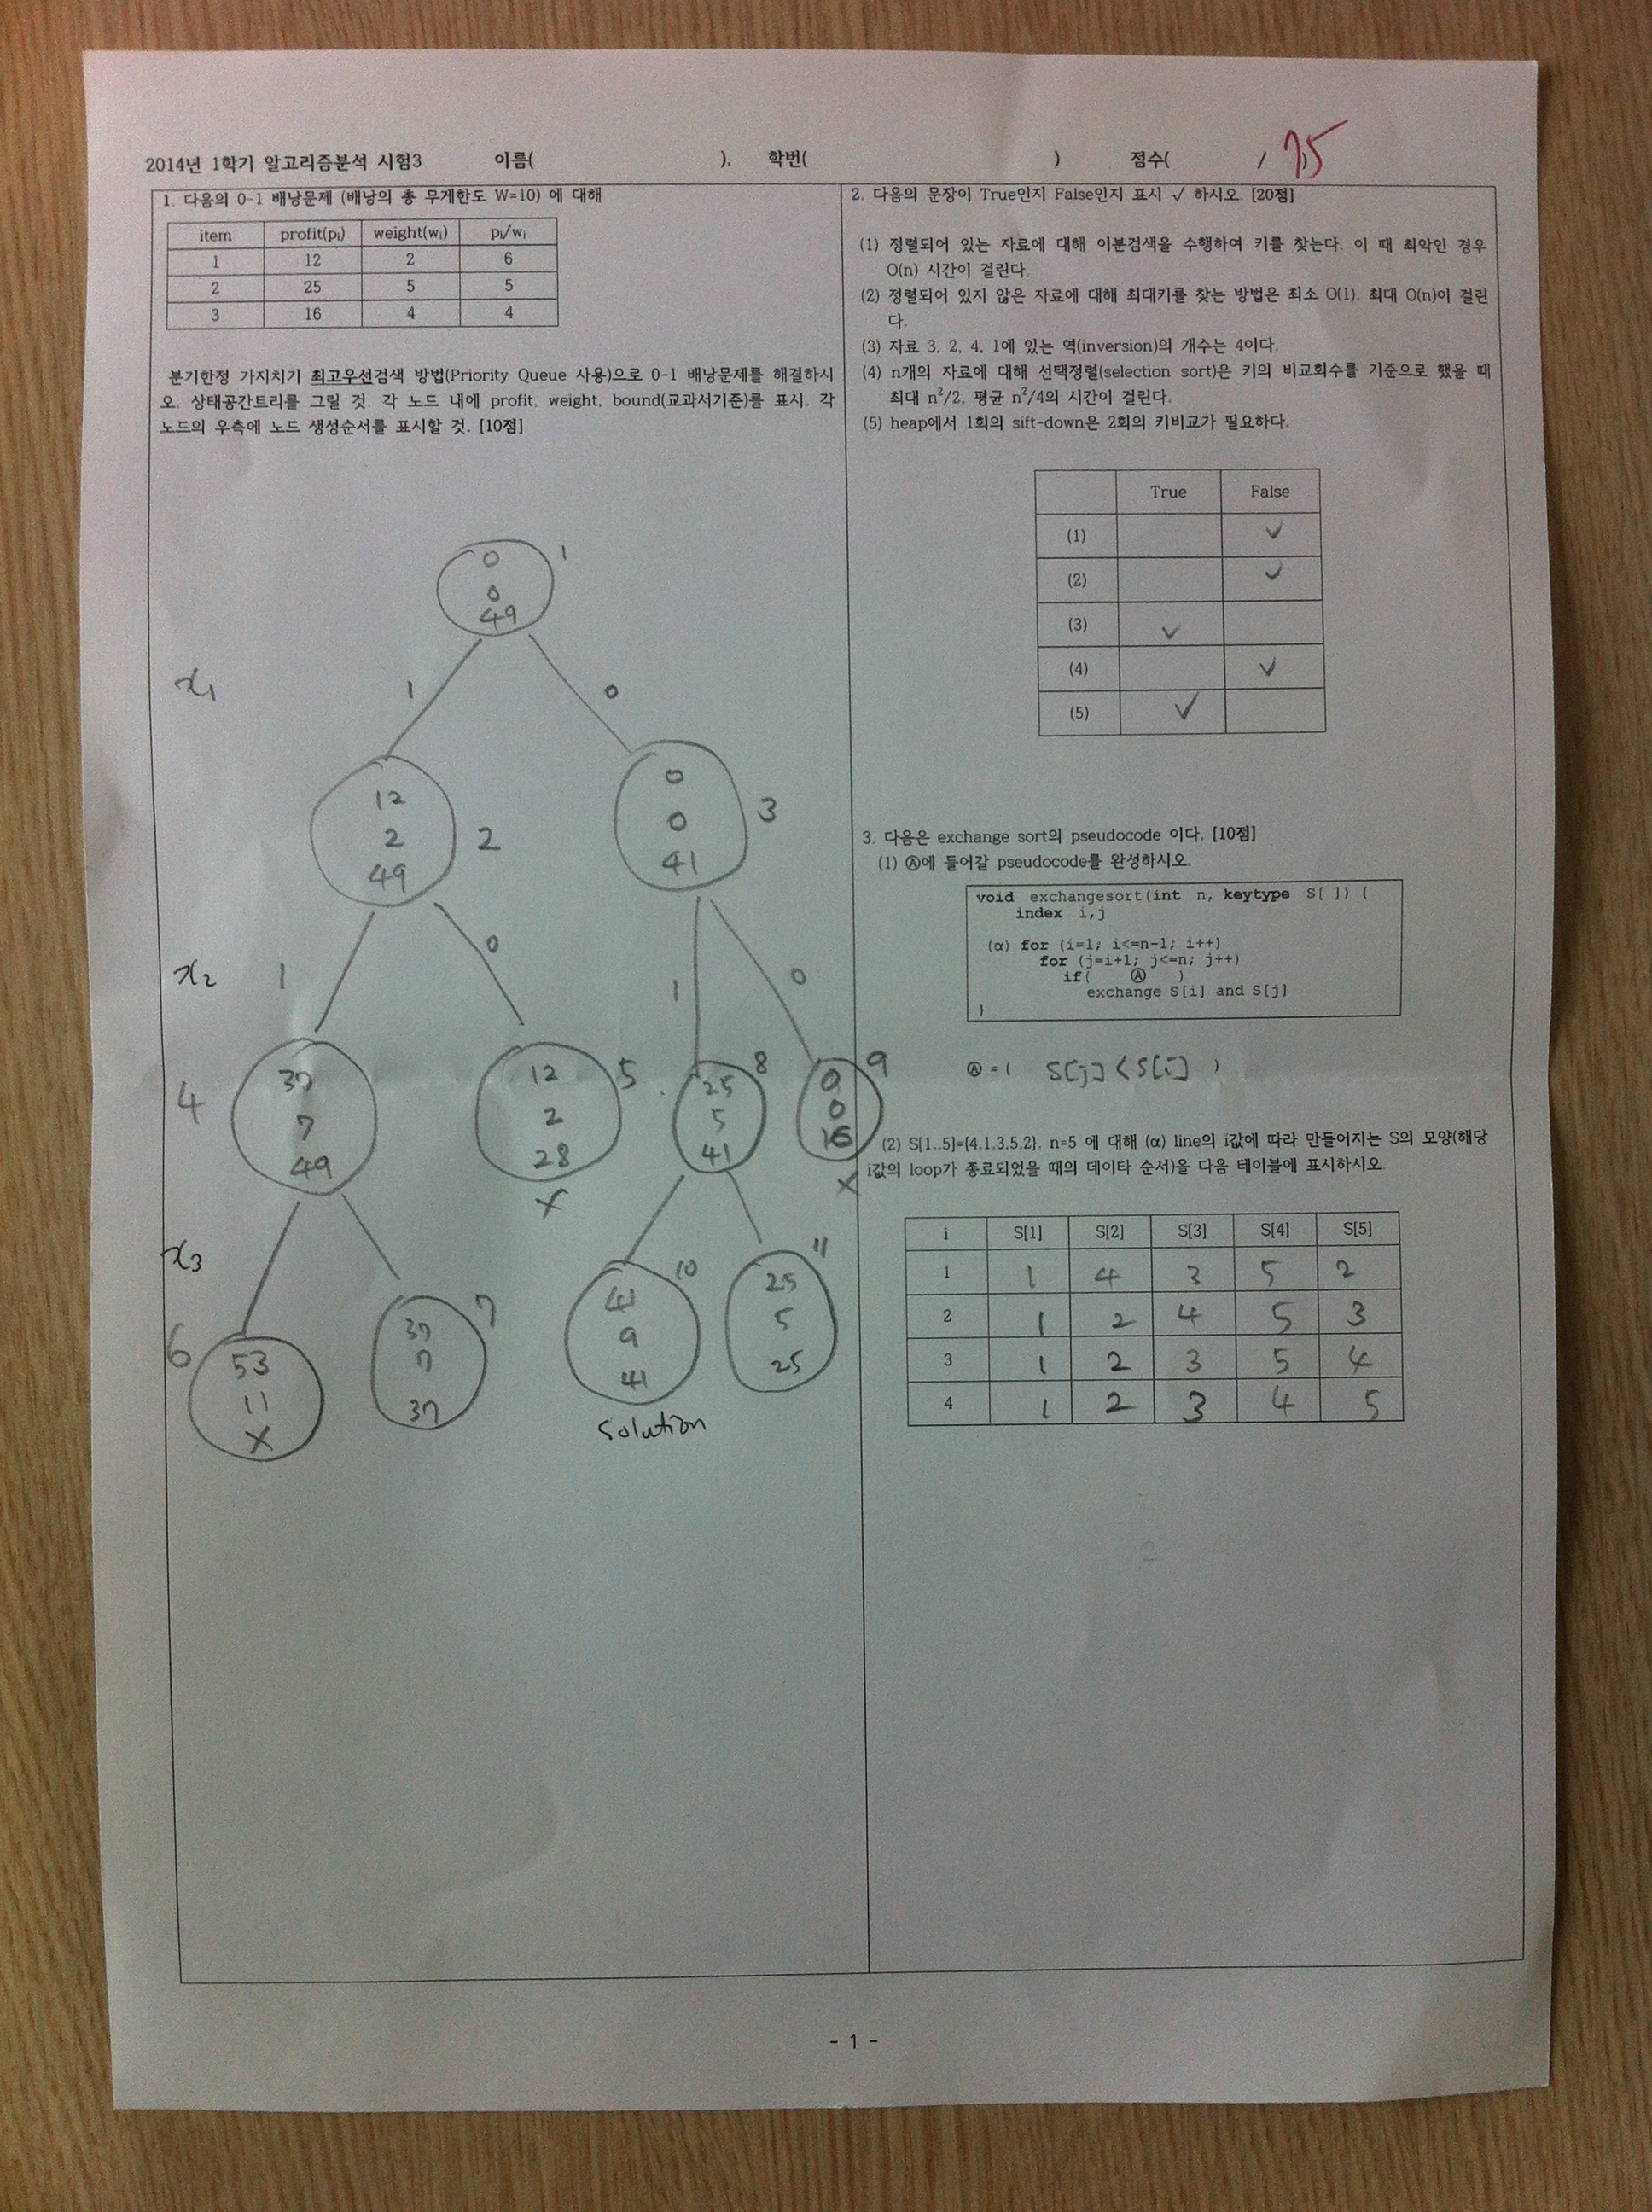 2014년 1학기 알고리즘분석 시험3 이름( ), 학번( ) 점수( / 75
1. 다음의 0-1 배낭문제 (배낭의 총 무게한도 W=10) 에 대해
item profit(pᵢ) weight(wᵢ) pᵢ/wᵢ
1 12 2 6
2 25 5 5
3 16 4 4
분기한정 가지치기 최고우선검색 방법(Priority Queue 사용)으로 0-1 배낭문제를 해결하시
오. 상태공간트리를 그릴 것. 각 노드 내에 profit, weight, bound(교과서기준)를 표시. 각
노드의 우측에 노드 생성순서를 표시할 것. [10점]
0 1
0
49
x₁ 1 0
12
2 2
49
0 3
0
41
x₂ 1 0 1 0
4 37
7
49
12 5
2
28
X
25 8
5
41
0 9
0
16
X
x₃
6 53
11
X
37 7
7
37
41 10
9
41
solution
25 11
5
25
2. 다음의 문장이 True인지 False인지 표시 √ 하시오. [20점]
(1) 정렬되어 있는 자료에 대해 이분검색을 수행하여 키를 찾는다. 이 때 최악인 경우
O(n) 시간이 걸린다.
(2) 정렬되어 있지 않은 자료에 대해 최대키를 찾는 방법은 최소 O(1), 최대 O(n)이 걸린
다.
(3) 자료 3, 2, 4, 1에 있는 역(inversion)의 개수는 4이다.
(4) n개의 자료에 대해 선택정렬(selection sort)은 키의 비교회수를 기준으로 했을 때
최대 n²/2, 평균 n²/4의 시간이 걸린다.
(5) heap에서 1회의 sift-down은 2회의 키비교가 필요하다.
True False
(1) ✓
(2) ✓
(3) ✓
(4) ✓
(5) ✓
3. 다음은 exchange sort의 pseudocode 이다. [10점]
(1) Ⓐ에 들어갈 pseudocode를 완성하시오.
void exchangesort(int n, keytype S[ ]) {
index i,j
(α) for (i=1; i<=n-1; i++)
for (j=i+1; j<=n; j++)
if( Ⓐ )
exchange S[i] and S[j]
}
Ⓐ = ( S[j] < S[i] )
(2) S[1..5]={4,1,3,5,2}, n=5 에 대해 (α) line의 i값에 따라 만들어지는 S의 모양(해당
i값의 loop가 종료되었을 때의 데이타 순서)을 다음 테이블에 표시하시오.
i S[1] S[2] S[3] S[4] S[5]
1 1 4 3 5 2
2 1 2 4 5 3
3 1 2 3 5 4
4 1 2 3 4 5
- 1 -